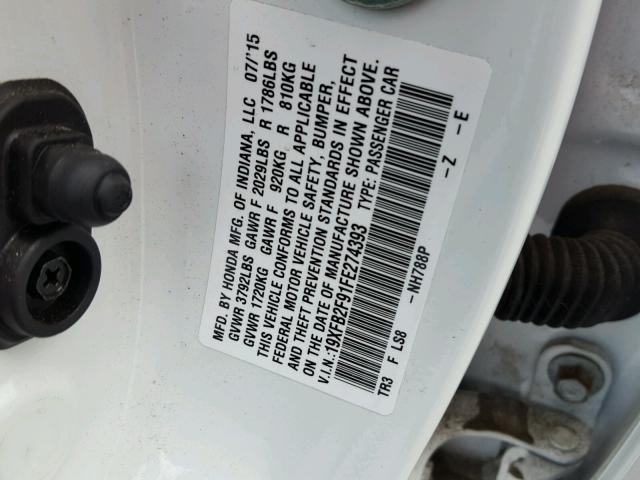 MFD. BY HONDA MFG. OF INDIANA, LLC 07/'15
GVWR 3792LBS GAWR F 2029LBS R 1786LBS
GVWR 1720KG GAWR F 920KG R 810KG
THIS VEHICLE CONFORMS TO ALL APPLICABLE
FEDERAL MOTOR VEHICLE SAFETY, BUMPER,
AND THEFT PREVENTION STANDARDS IN EFFECT
ON THE DATE OF MANUFACTURE SHOWN ABOVE.
V.I.N.:19XFB2F91FE274393 TYPE: PASSENGER CAR
TR3 F LS8 -NH788P -Z -E